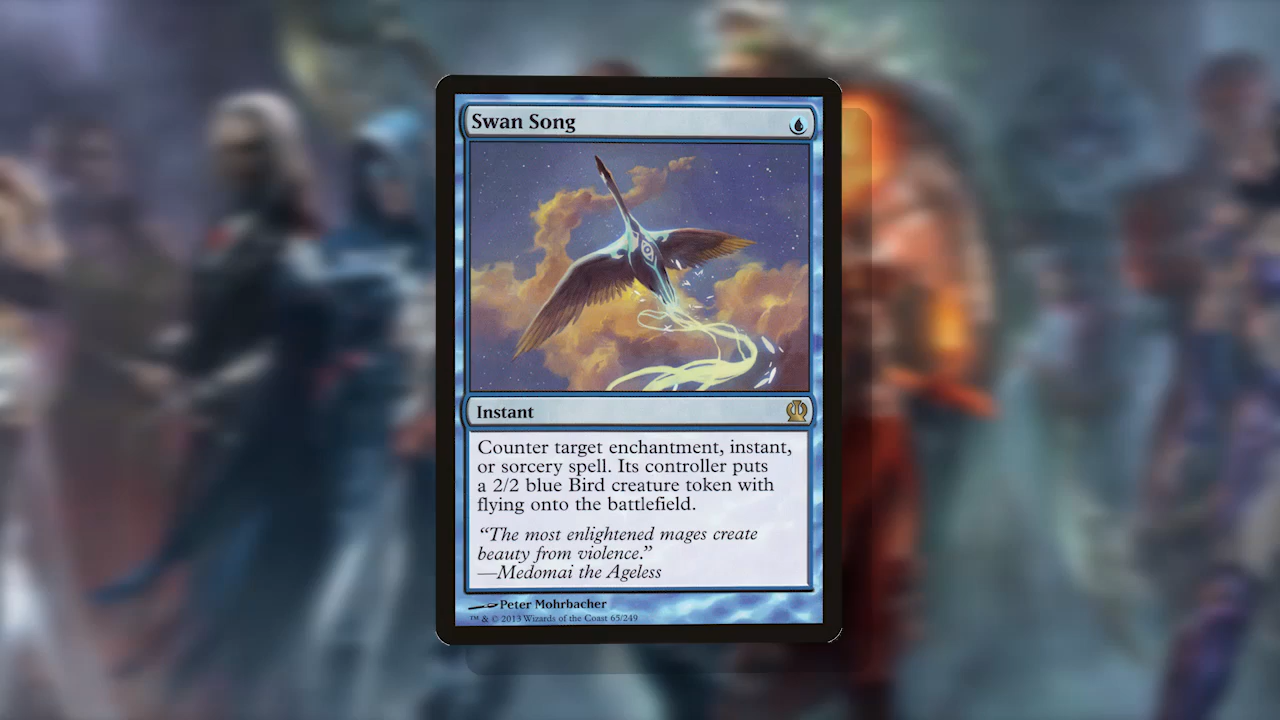 Swan Song
Instant
Counter target enchantment, instant,
or sorcery spell. Its controller puts
a 2/2 blue Bird creature token with
flying onto the battlefield.
“The most enlightened mages create
beauty from violence.”
—Medomai the Ageless
Peter Mohrbacher
™ & © 2013 Wizards of the Coast 65/249